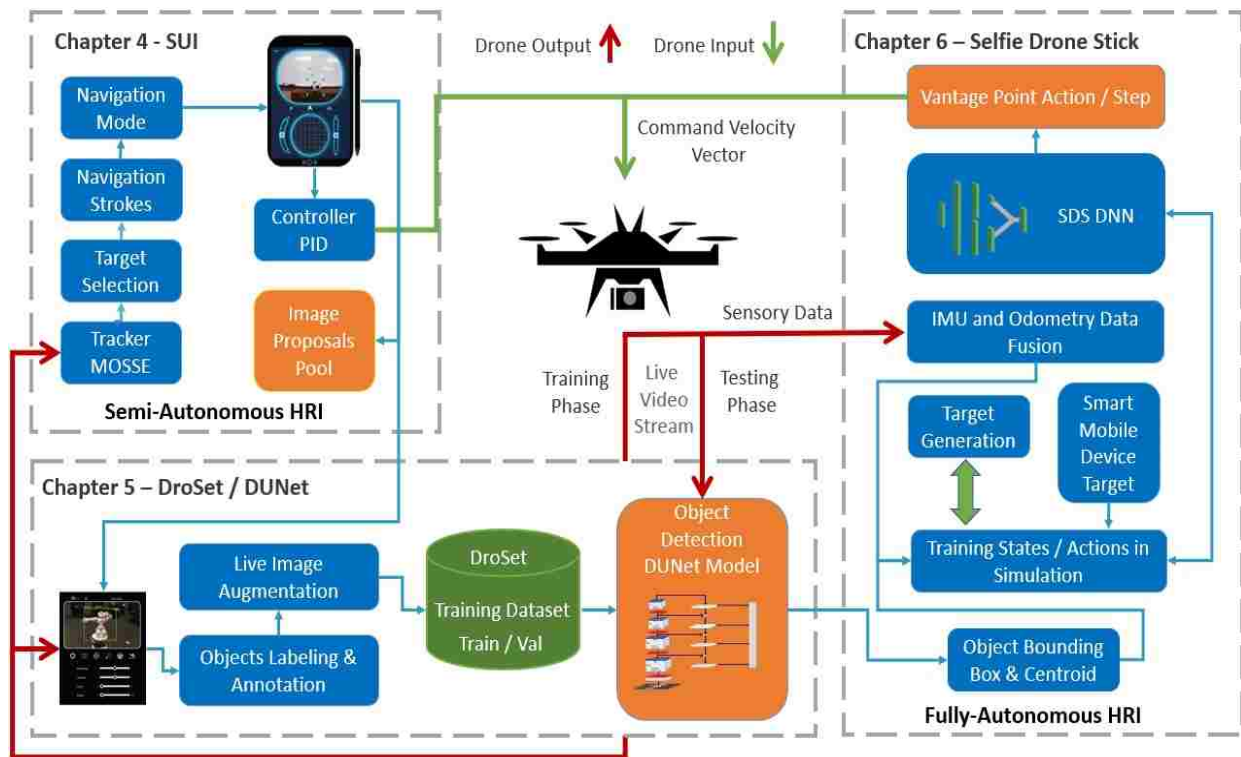 Chapter 4 - SUI
Navigation
Mode
Navigation
Strokes
Target
Selection
Tracker
MOSSE
Controller
PID
Image
Proposals
Pool
Semi-Autonomous HRI
Drone Output
Drone Input
Command Velocity
Vector
Sensory Data
Training
Phase
Live
Video
Stream
Testing
Phase
Chapter 6 – Selfie Drone Stick
Vantage Point Action / Step
SDS DNN
IMU and Odometry Data
Fusion
Target
Generation
Smart
Mobile
Device
Target
Training States / Actions in
Simulation
Object Bounding
Box & Centroid
Fully-Autonomous HRI
Chapter 5 – DroSet / DUNet
Live Image
Augmentation
Objects Labeling &
Annotation
DroSet
Training Dataset
Train / Val
Object
Detection
DUNet Model